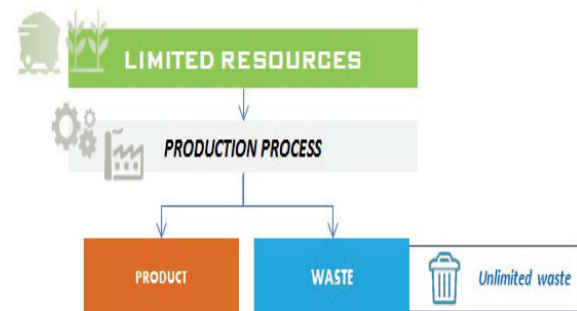 LIMITED RESOURCES
PRODUCTION PROCESS
PRODUCT
WASTE
Unlimited waste